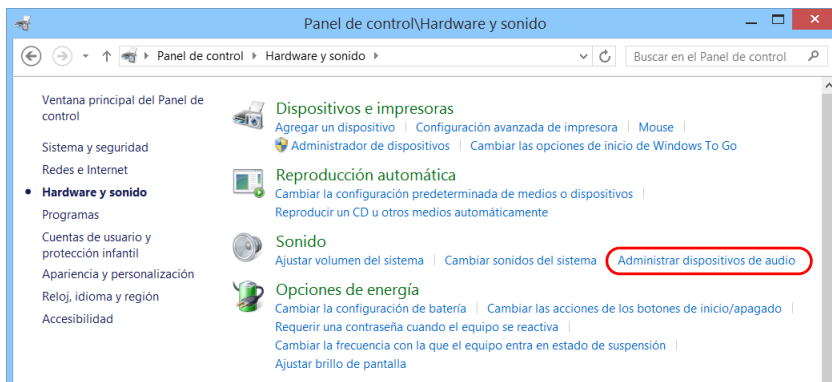 Panel de control\Hardware y sonido
Panel de control Hardware y sonido
Buscar en el Panel de control
Ventana principal del Panel de
control
Sistema y seguridad
Redes e Internet
Hardware y sonido
Programas
Cuentas de usuario y
protección infantil
Apariencia y personalización
Reloj, idioma y región
Accesibilidad
Dispositivos e impresoras
Agregar un dispositivo Configuración avanzada de impresora Mouse
Administrador de dispositivos Cambiar las opciones de inicio de Windows To Go
Reproducción automática
Cambiar la configuración predeterminada de medios o dispositivos
Reproducir un CD u otros medios automáticamente
Sonido
Ajustar volumen del sistema Cambiar sonidos del sistema Administrar dispositivos de audio
Opciones de energía
Cambiar la configuración de batería Cambiar las acciones de los botones de inicio/apagado
Requerir una contraseña cuando el equipo se reactiva
Cambiar la frecuencia con la que el equipo entra en estado de suspensión
Ajustar brillo de pantalla